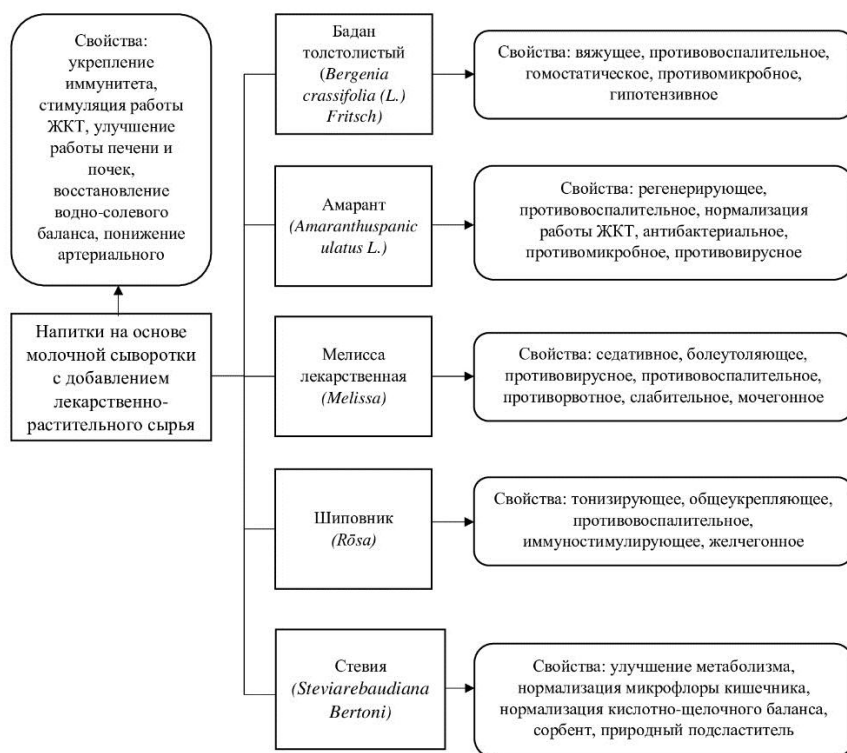 Свойства:
укрепление
иммунитета,
стимуляция работы
ЖКТ, улучшение
работы печени и
почек,
восстановление
водно-солевого
баланса, понижение
артериального
Напитки на основе
молочной сыворотки
с добавлением
лекарственно-
растительного сырья
Бадан
толстолистый
(Bergenia
crassifolia (L.)
Fritsch)
Свойства: вяжущее, противовоспалительное,
гомостатическое, противомикробное,
гипотензивное
Амарант
(Amaranthuspanic
ulatus L.)
Свойства: регенерирующее,
противовоспалительное, нормализация
работы ЖКТ, антибактериальное,
противомикробное, противовирусное
Мелисса
лекарственная
(Melissa)
Свойства: седативное, болеутоляющее,
противовирусное, противовоспалительное,
противорвотное, слабительное, мочегонное
Шиповник
(Rōsa)
Свойства: тонизирующее, общеукрепляющее,
противовоспалительное,
иммуностимулирующее, желчегонное
Стевия
(Steviarebaudiana
Bertoni)
Свойства: улучшение метаболизма,
нормализация микрофлоры кишечника,
нормализация кислотно-щелочного баланса,
сорбент, природный подсластитель